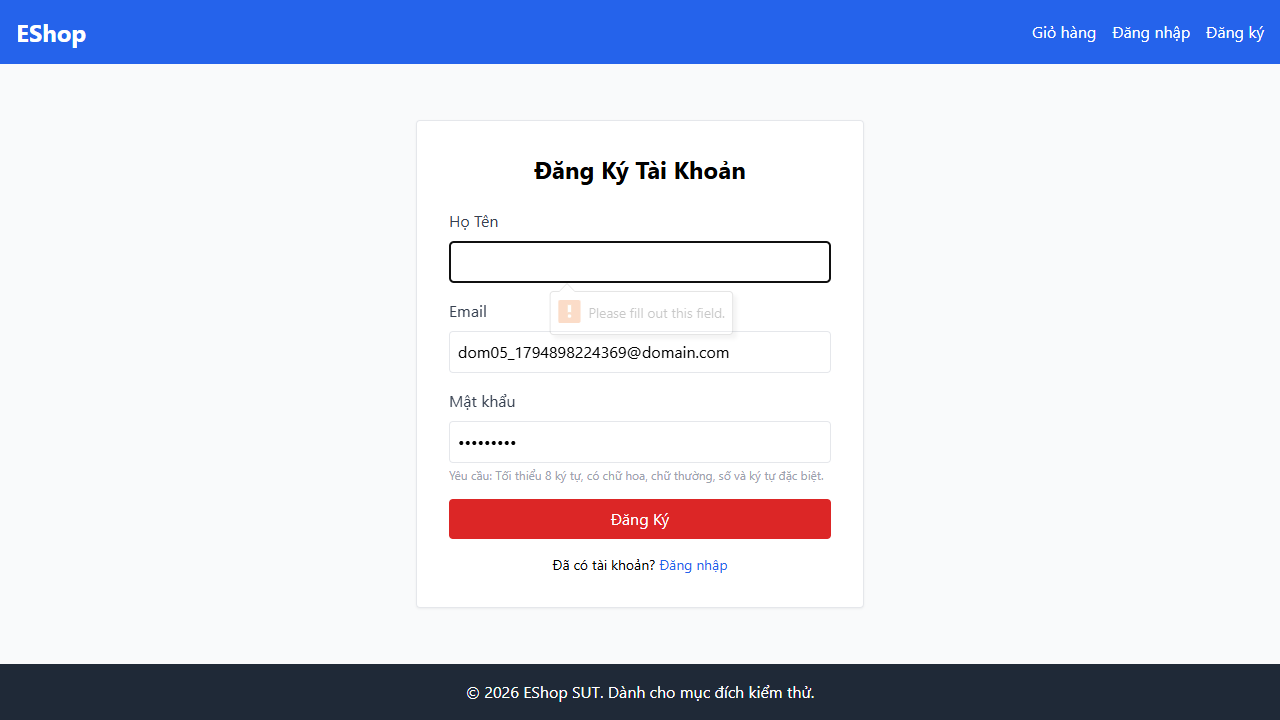 EShop
Giỏ hàng Đăng nhập Đăng ký
Đăng Ký Tài Khoản
Họ Tên
Please fill out this field.
Email
dom05_1794898224369@domain.com
Mật khẩu
•••••••••
Yêu cầu: Tối thiểu 8 ký tự, có chữ hoa, chữ thường, số và ký tự đặc biệt.
Đăng Ký
Đã có tài khoản? Đăng nhập
© 2026 EShop SUT. Dành cho mục đích kiểm thử.